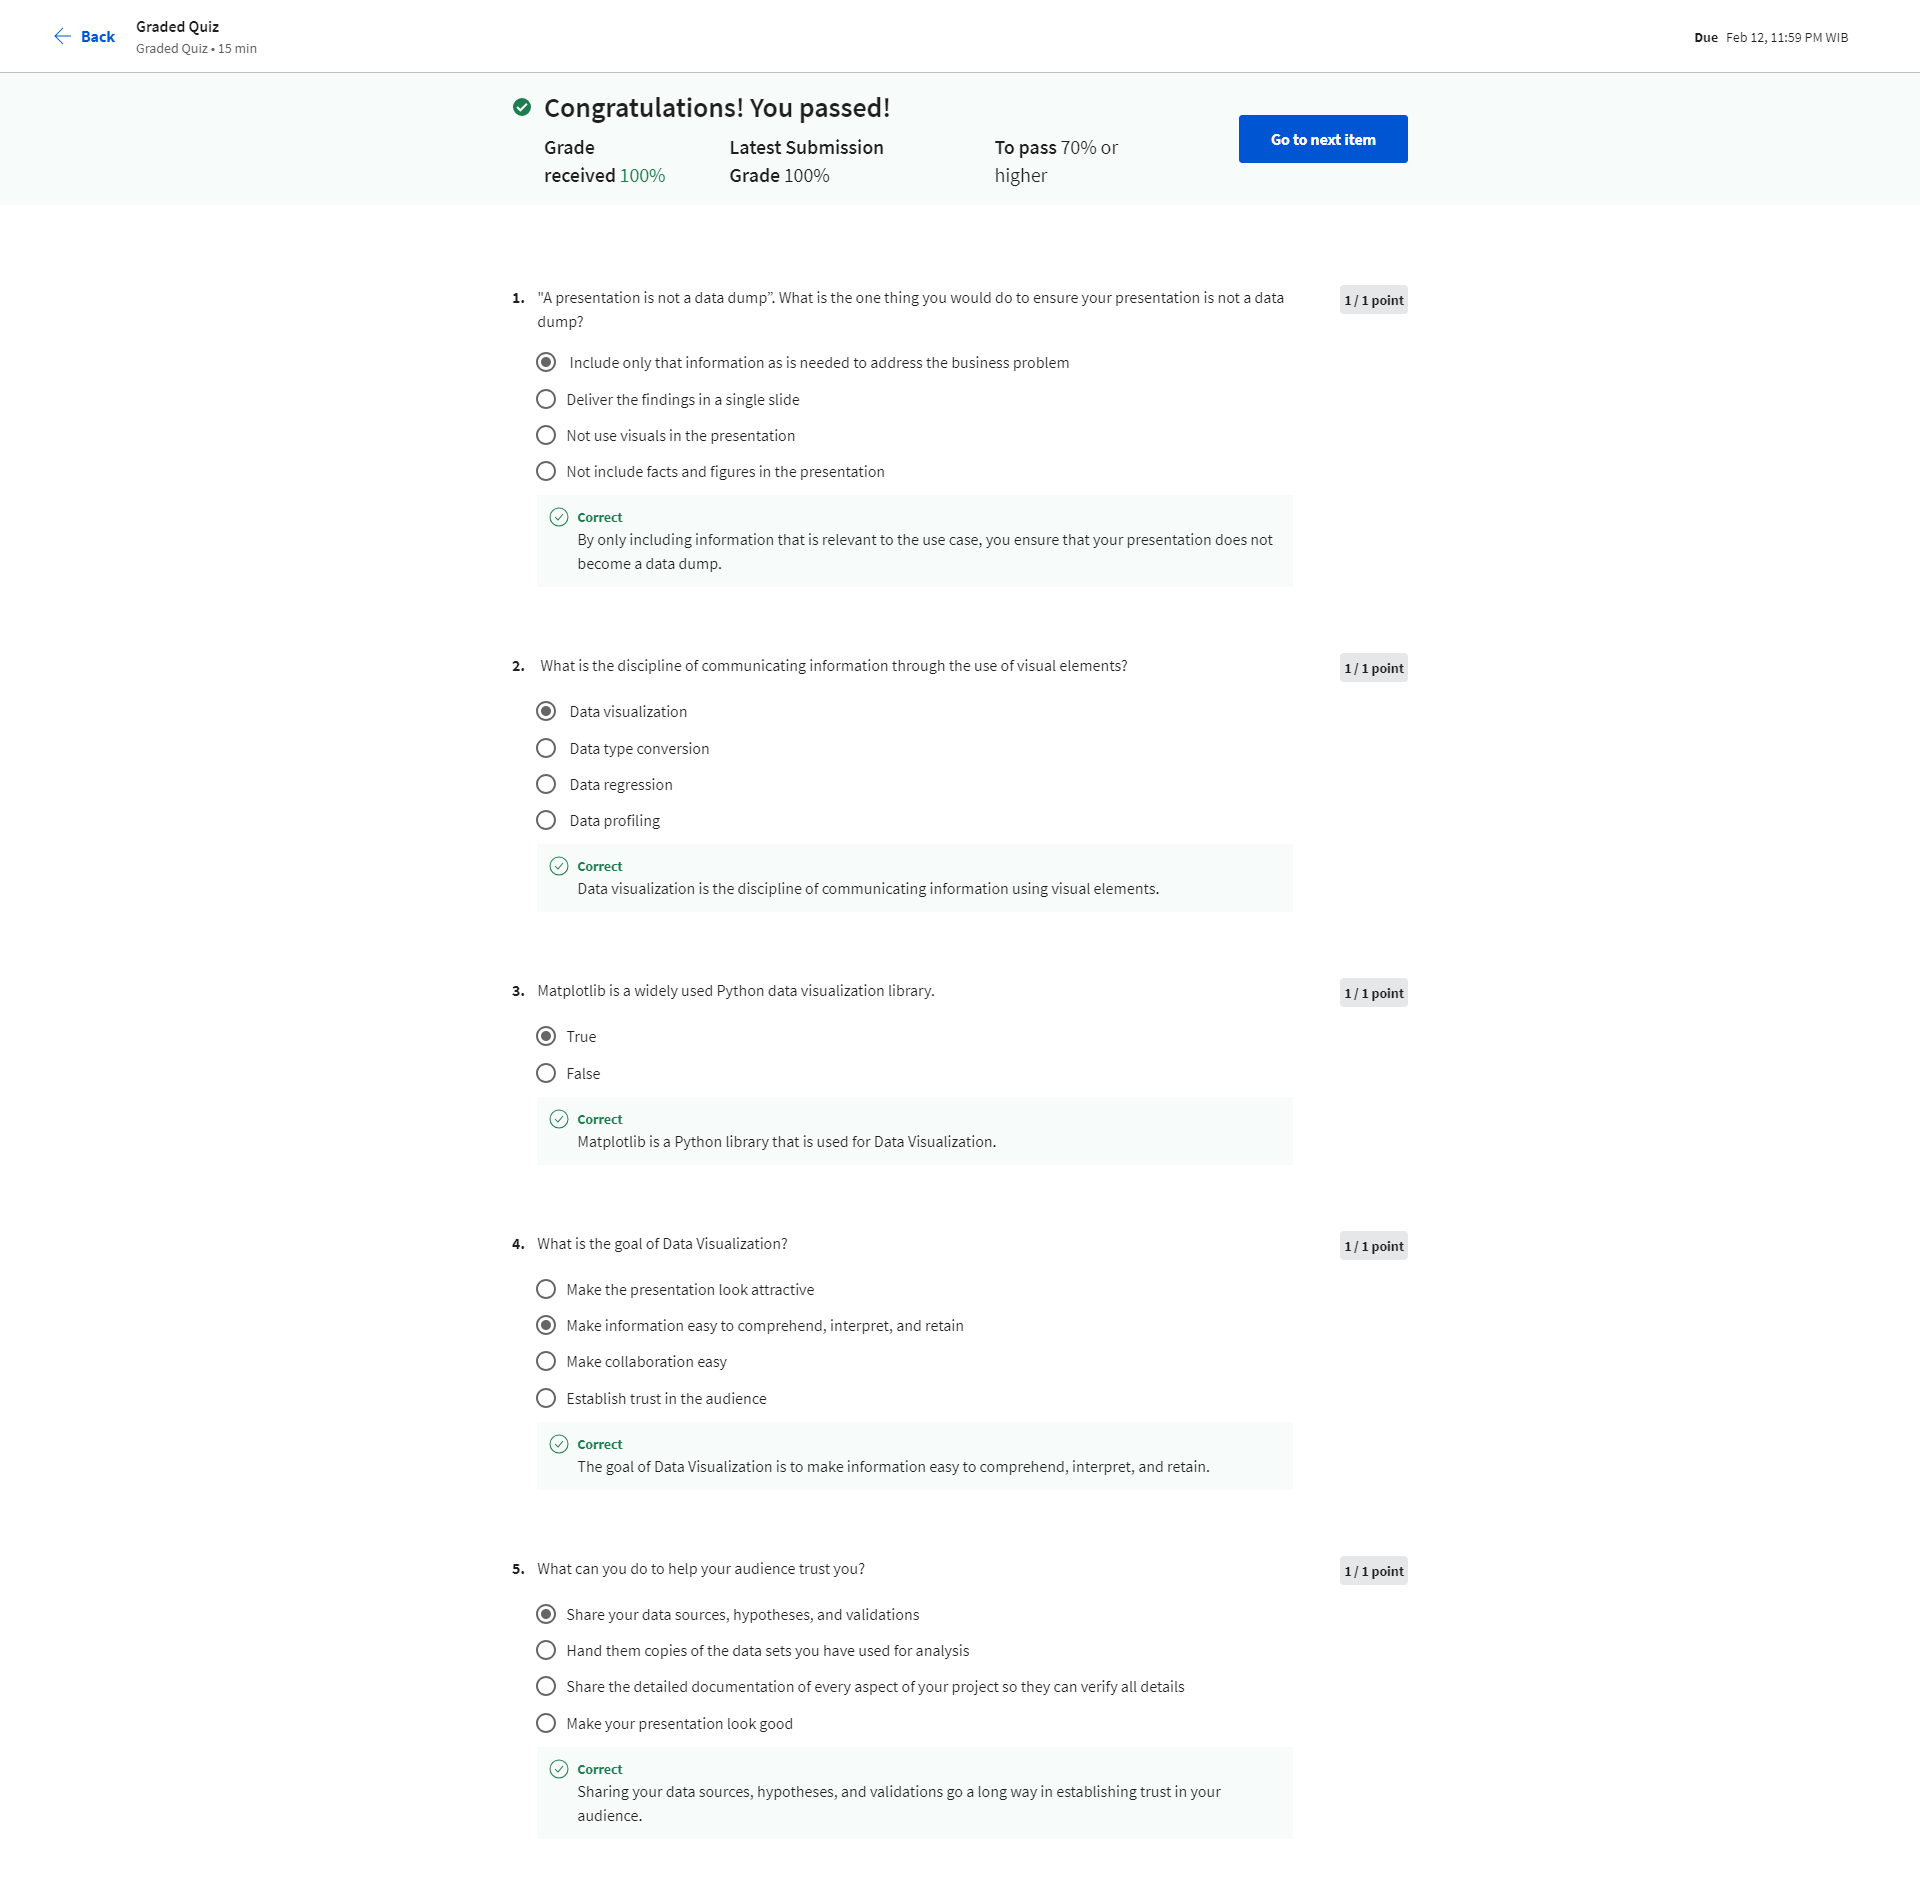 Back
Graded Quiz
Graded Quiz • 15 min
Due Feb 12, 11:59 PM WIB
Congratulations! You passed!
Grade received 100%
Latest Submission Grade 100%
To pass 70% or higher
Go to next item
1. "A presentation is not a data dump”. What is the one thing you would do to ensure your presentation is not a data
dump?
1 / 1 point
Include only that information as is needed to address the business problem
Deliver the findings in a single slide
Not use visuals in the presentation
Not include facts and figures in the presentation
Correct
By only including information that is relevant to the use case, you ensure that your presentation does not
become a data dump.
2. What is the discipline of communicating information through the use of visual elements?
1 / 1 point
Data visualization
Data type conversion
Data regression
Data profiling
Correct
Data visualization is the discipline of communicating information using visual elements.
3. Matplotlib is a widely used Python data visualization library.
1 / 1 point
True
False
Correct
Matplotlib is a Python library that is used for Data Visualization.
4. What is the goal of Data Visualization?
1 / 1 point
Make the presentation look attractive
Make information easy to comprehend, interpret, and retain
Make collaboration easy
Establish trust in the audience
Correct
The goal of Data Visualization is to make information easy to comprehend, interpret, and retain.
5. What can you do to help your audience trust you?
1 / 1 point
Share your data sources, hypotheses, and validations
Hand them copies of the data sets you have used for analysis
Share the detailed documentation of every aspect of your project so they can verify all details
Make your presentation look good
Correct
Sharing your data sources, hypotheses, and validations go a long way in establishing trust in your
audience.